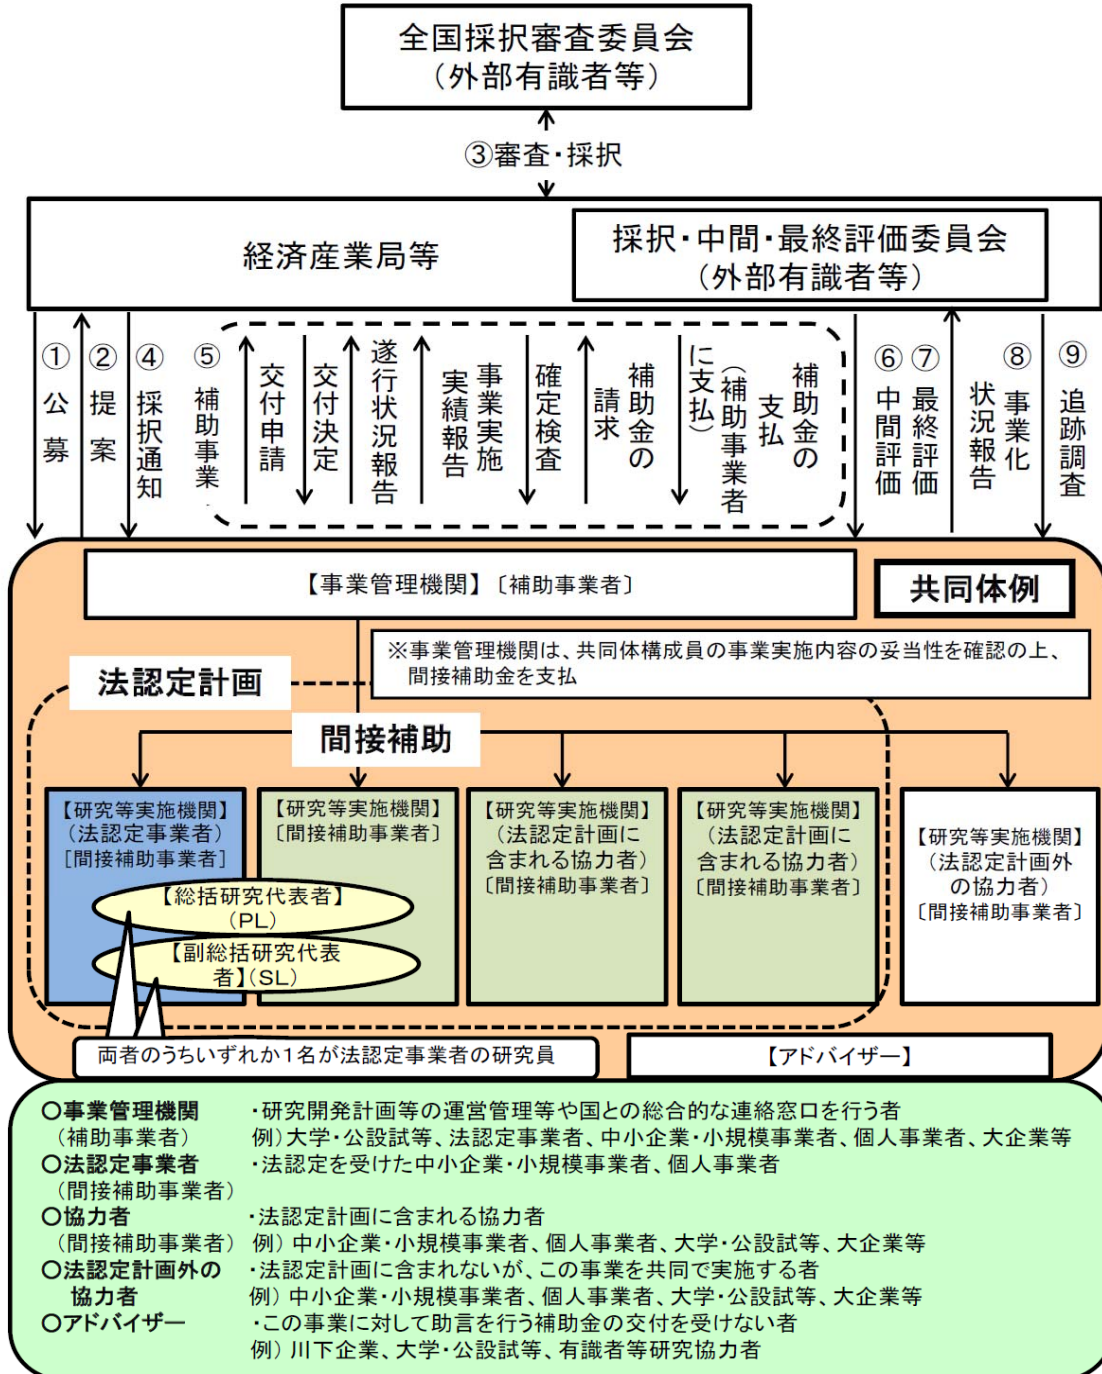 全国採択審査委員会
（外部有識者等）
③審査・採択
経済産業局等
採択・中間・最終評価委員会
（外部有識者等）
①公募
②提案
④採択通知
⑤補助事業
交付申請
交付決定
遂行状況報告
事業実施
実績報告
確定検査
補助金の
請求
補助金の
支払
（補助事業者
に支払）
⑥中間評価
⑦最終評価
⑧事業化
状況報告
⑨追跡調査
【事業管理機関】〔補助事業者〕
共同体例
※事業管理機関は、共同体構成員の事業実施内容の妥当性を確認の上、
間接補助金を支払
法認定計画
間接補助
【研究等実施機関】
（法認定事業者）
[間接補助事業者]
【研究等実施機関】
〔間接補助事業者〕
【研究等実施機関】
（法認定計画に
含まれる協力者）
〔間接補助事業者〕
【研究等実施機関】
（法認定計画に
含まれる協力者）
〔間接補助事業者〕
【研究等実施機関】
（法認定計画外
の協力者）
〔間接補助事業者〕
【総括研究代表者】
（PL）
【副総括研究代表
者】（SL）
両者のうちいずれか１名が法認定事業者の研究員
【アドバイザー】
○事業管理機関 ・研究開発計画等の運営管理等や国との総合的な連絡窓口を行う者
（補助事業者） 例）大学・公設試等、法認定事業者、中小企業・小規模事業者、個人事業者、大企業等
○法認定事業者 ・法認定を受けた中小企業・小規模事業者、個人事業者
（間接補助事業者）
○協力者 ・法認定計画に含まれる協力者
（間接補助事業者） 例）中小企業・小規模事業者、個人事業者、大学・公設試等、大企業等
○法認定計画外の ・法認定計画に含まれないが、この事業を共同で実施する者
協力者 例）中小企業・小規模事業者、個人事業者、大学・公設試等、大企業等
○アドバイザー ・この事業に対して助言を行う補助金の交付を受けない者
例）川下企業、大学・公設試等、有識者等研究協力者